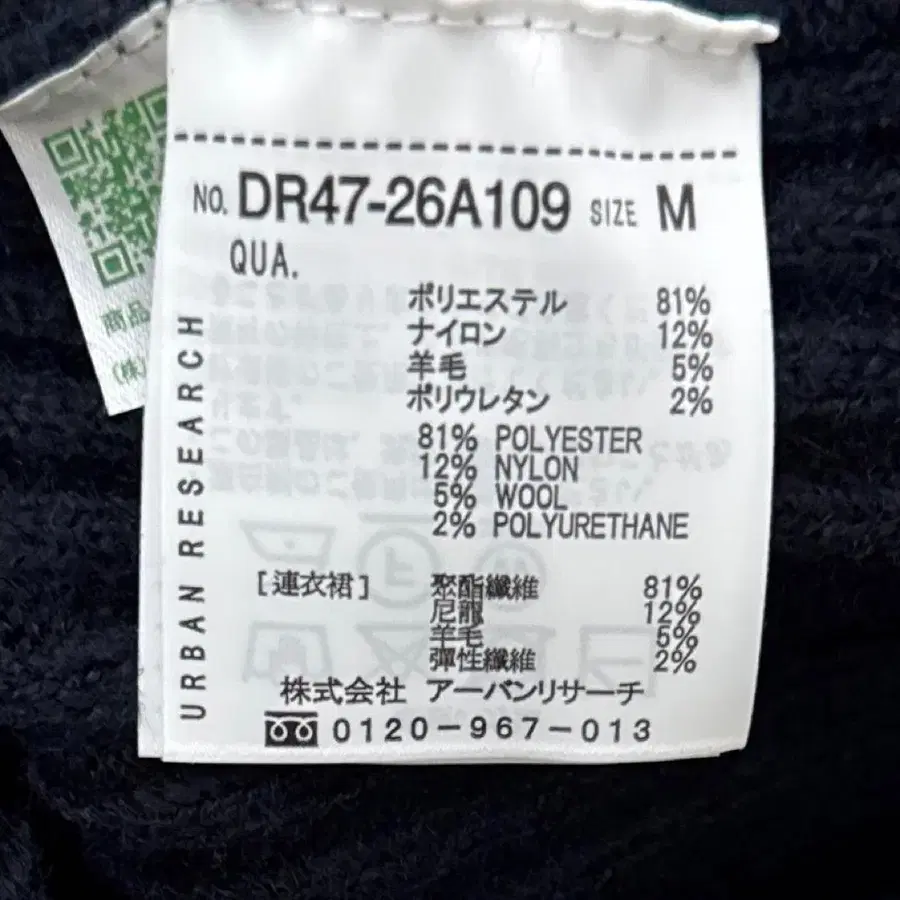 NO. DR47-26A109 SIZE M
QUA.
ポリエステル 81%
ナイロン 12%
羊毛 5%
ポリウレタン 2%
81% POLYESTER
12% NYLON
5% WOOL
2% POLYURETHANE
[連衣裙] 聚酯纖維 81%
尼龍 12%
羊毛 5%
彈性纖維 2%
株式会社 アーバンリサーチ
0120-967-013
URBAN RESEARCH
商品
(株)